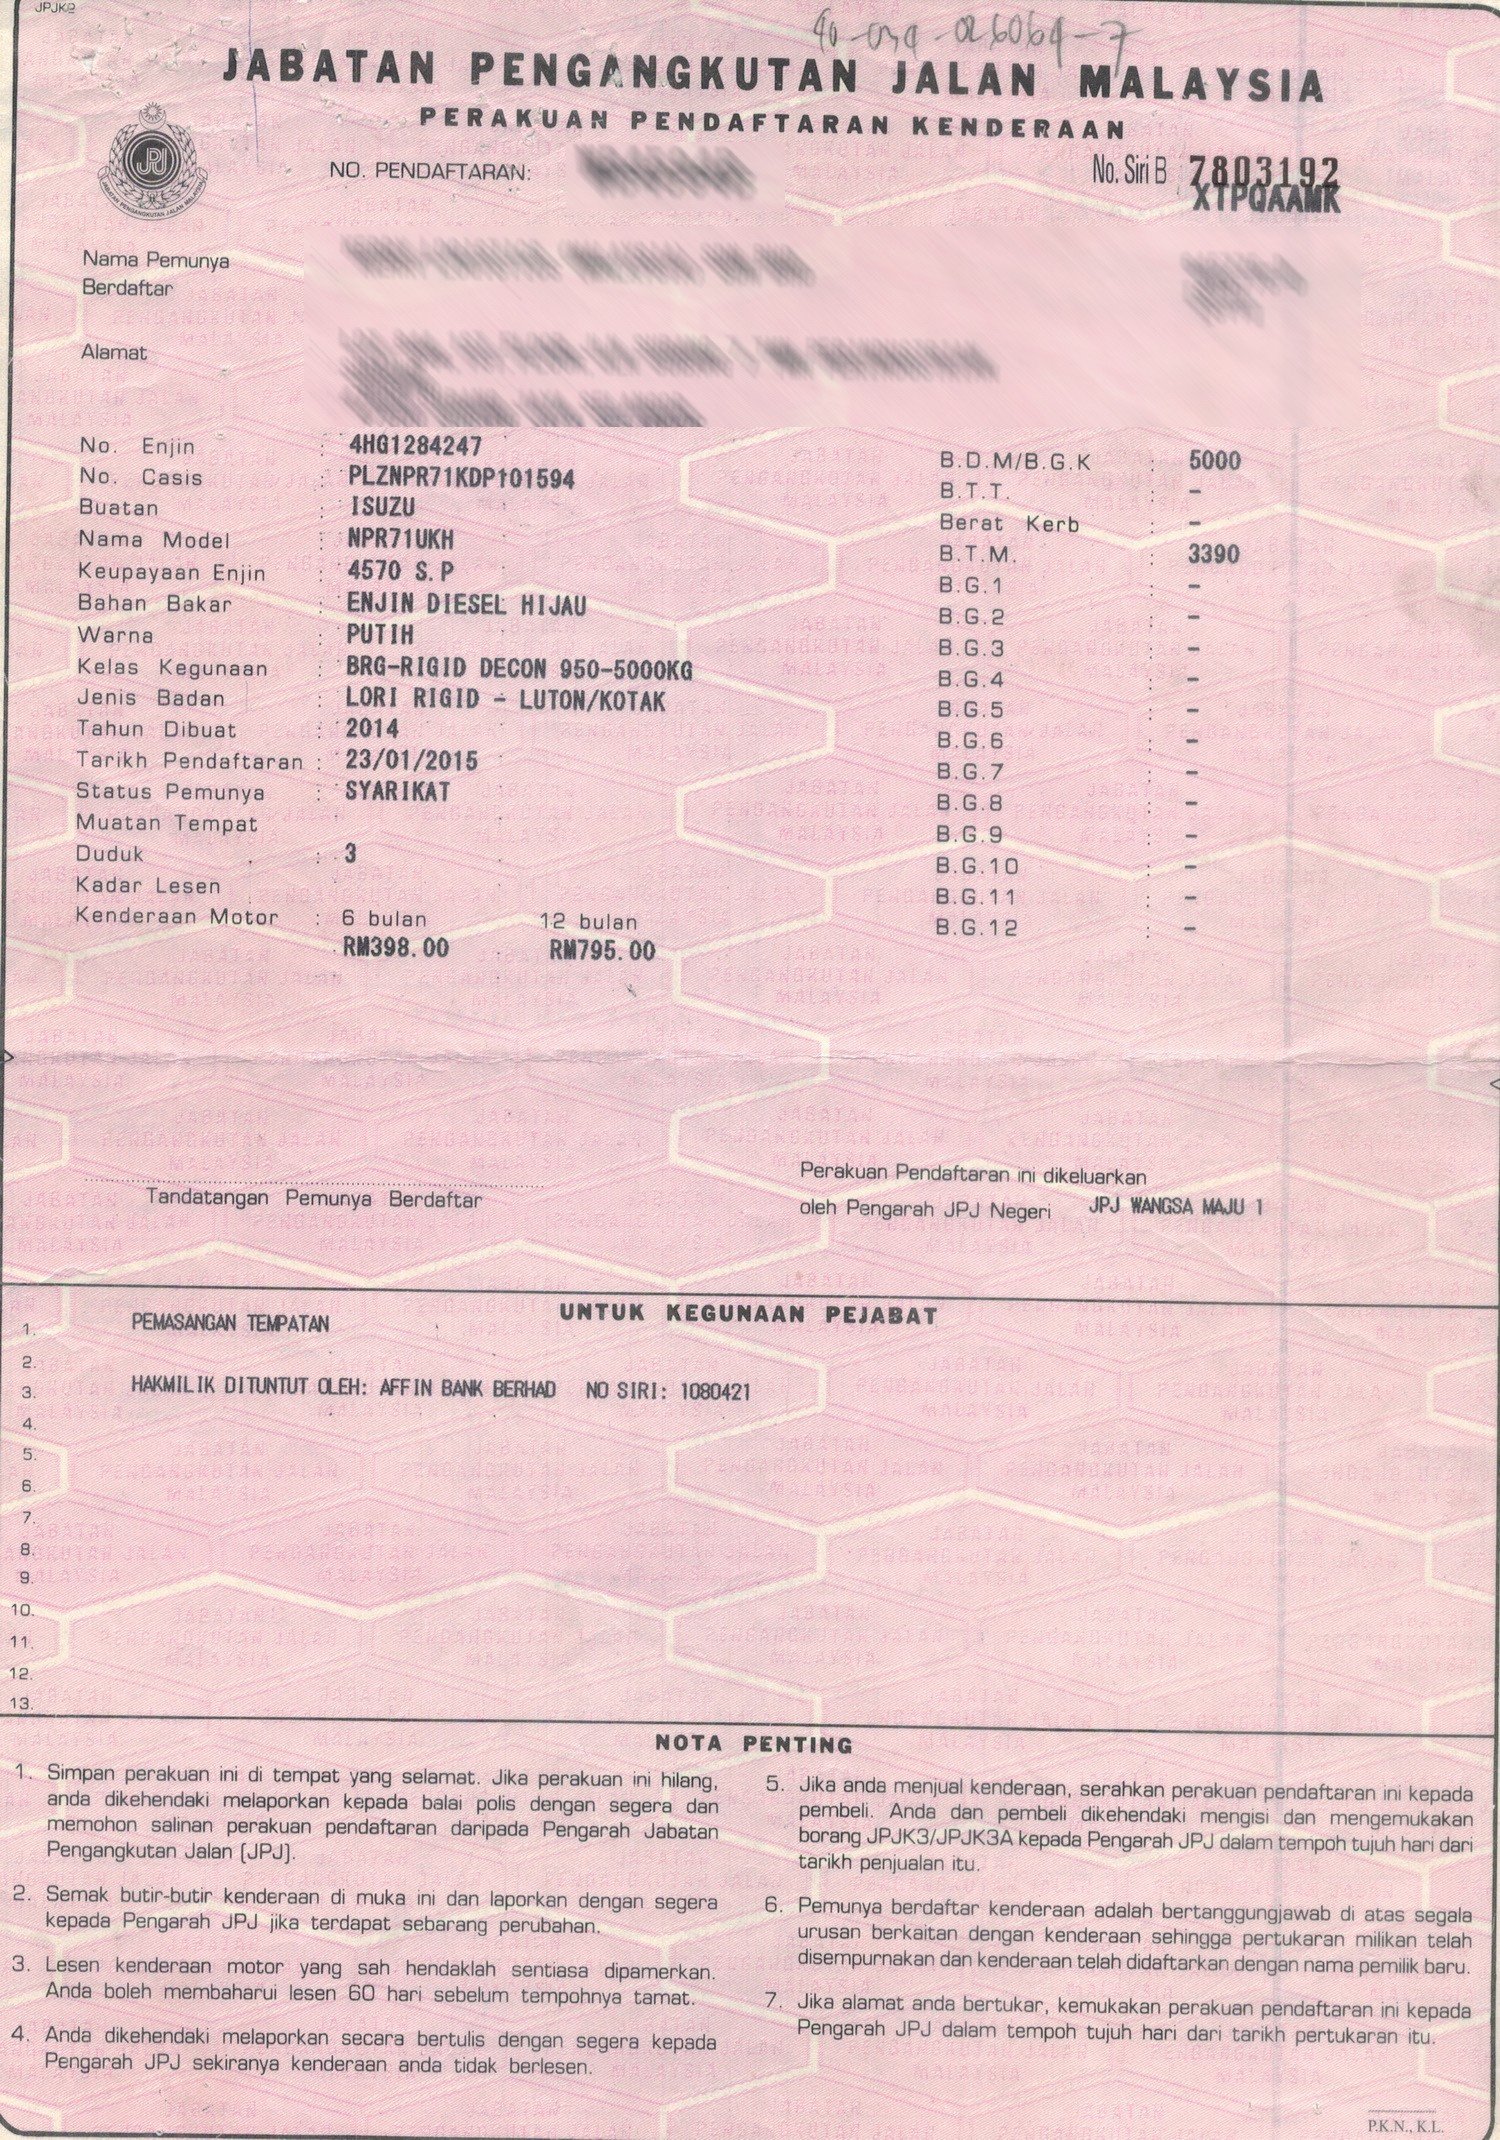 JPJK2
JABATAN PENGANGKUTAN JALAN MALAYSIA
PERAKUAN PENDAFTARAN KENDERAAN
JPJ
JABATAN PENGANGKUTAN JALAN MALAYSIA
NO. PENDAFTARAN:
No. Siri B 7803192
XTPQAAMK
Nama Pemunya
Berdaftar
Alamat
No. Enjin : 4HG1284247
No. Casis : PLZNPR71KDP101594
Buatan : ISUZU
Nama Model : NPR71UKH
Keupayaan Enjin : 4570 S.P
Bahan Bakar : ENJIN DIESEL HIJAU
Warna : PUTIH
Kelas Kegunaan : BRG-RIGID DECON 950-5000KG
Jenis Badan : LORI RIGID - LUTON/KOTAK
Tahun Dibuat : 2014
Tarikh Pendaftaran : 23/01/2015
Status Pemunya : SYARIKAT
Muatan Tempat
Duduk : 3
Kadar Lesen
Kenderaan Motor : 6 bulan 12 bulan
RM398.00 RM795.00
B.D.M/B.G.K : 5000
B.T.T. : -
Berat Kerb : -
B.T.M. : 3390
B.G.1 : -
B.G.2 : -
B.G.3 : -
B.G.4 : -
B.G.5 : -
B.G.6 : -
B.G.7 : -
B.G.8 : -
B.G.9 : -
B.G.10 : -
B.G.11 : -
B.G.12 : -
Tandatangan Pemunya Berdaftar
Perakuan Pendaftaran ini dikeluarkan
oleh Pengarah JPJ Negeri JPJ WANGSA MAJU 1
UNTUK KEGUNAAN PEJABAT
1. PEMASANGAN TEMPATAN
2.
3. HAKMILIK DITUNTUT OLEH: AFFIN BANK BERHAD NO SIRI: 1080421
4.
5.
6.
7.
8.
9.
10.
11.
12.
13.
NOTA PENTING
1. Simpan perakuan ini di tempat yang selamat. Jika perakuan ini hilang,
anda dikehendaki melaporkan kepada balai polis dengan segera dan
memohon salinan perakuan pendaftaran daripada Pengarah Jabatan
Pengangkutan Jalan (JPJ).
2. Semak butir-butir kenderaan di muka ini dan laporkan dengan segera
kepada Pengarah JPJ jika terdapat sebarang perubahan.
3. Lesen kenderaan motor yang sah hendaklah sentiasa dipamerkan.
Anda boleh membaharui lesen 60 hari sebelum tempohnya tamat.
4. Anda dikehendaki melaporkan secara bertulis dengan segera kepada
Pengarah JPJ sekiranya kenderaan anda tidak berlesen.
5. Jika anda menjual kenderaan, serahkan perakuan pendaftaran ini kepada
pembeli. Anda dan pembeli dikehendaki mengisi dan mengemukakan
borang JPJK3/JPJK3A kepada Pengarah JPJ dalam tempoh tujuh hari dari
tarikh penjualan itu.
6. Pemunya berdaftar kenderaan adalah bertanggungjawab di atas segala
urusan berkaitan dengan kenderaan sehingga pertukaran milikan telah
disempurnakan dan kenderaan telah didaftarkan dengan nama pemilik baru.
7. Jika alamat anda bertukar, kemukakan perakuan pendaftaran ini kepada
Pengarah JPJ dalam tempoh tujuh hari dari tarikh pertukaran itu.
P.K.N., K.L.